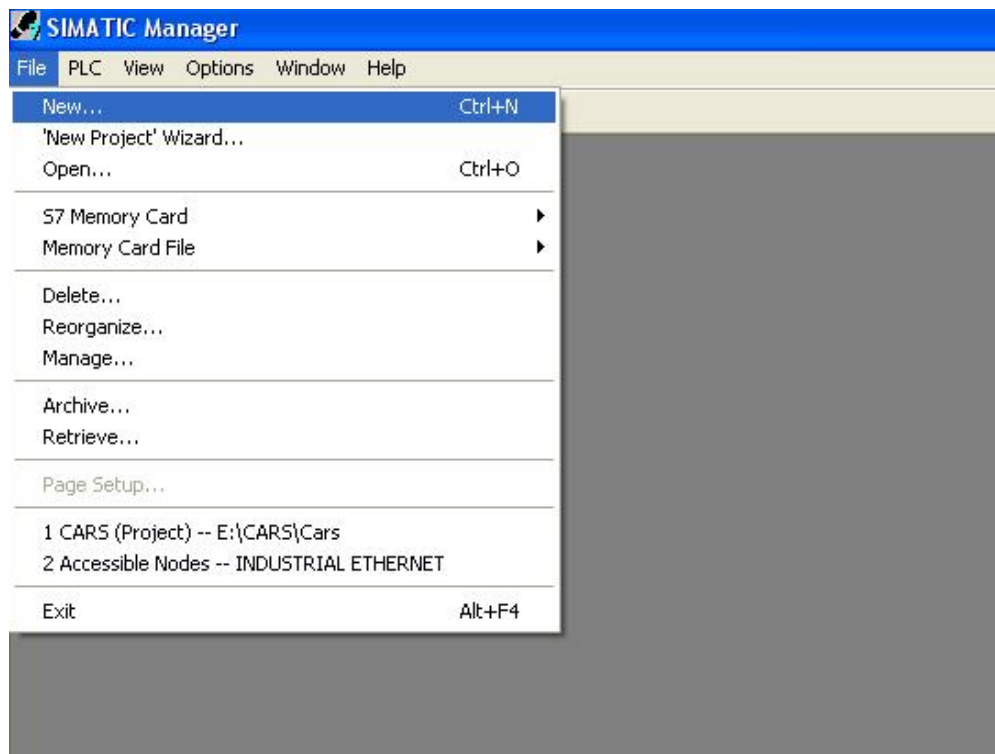 SIMATIC Manager
File PLC View Options Window Help
New... Ctrl+N
'New Project' Wizard...
Open... Ctrl+O
S7 Memory Card
Memory Card File
Delete...
Reorganize...
Manage...
Archive...
Retrieve...
Page Setup...
1 CARS (Project) -- E:\CARS\Cars
2 Accessible Nodes -- INDUSTRIAL ETHERNET
Exit Alt+F4